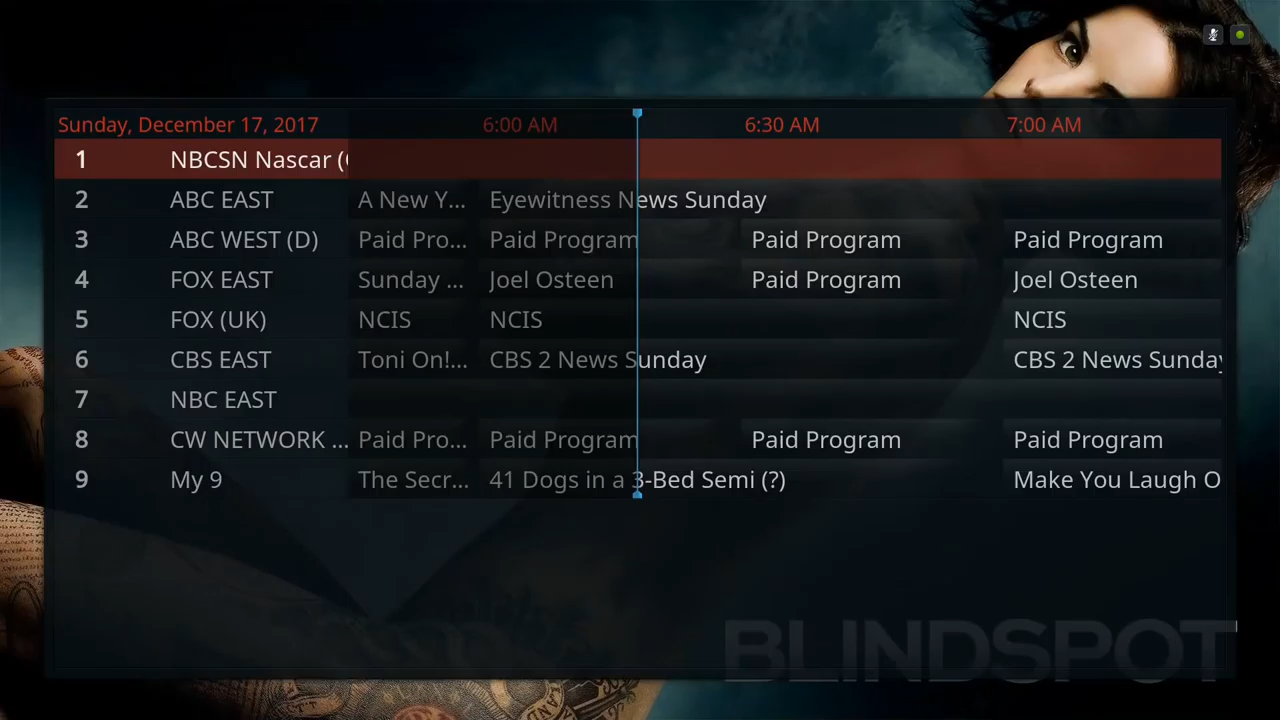 Sunday, December 17, 2017 6:00 AM 6:30 AM 7:00 AM
1 NBCSN Nascar (
2 ABC EAST A New Y... Eyewitness News Sunday
3 ABC WEST (D) Paid Pro... Paid Program Paid Program Paid Program
4 FOX EAST Sunday ... Joel Osteen Paid Program Joel Osteen
5 FOX (UK) NCIS NCIS NCIS
6 CBS EAST Toni On!... CBS 2 News Sunday CBS 2 News Sunday
7 NBC EAST
8 CW NETWORK ... Paid Pro... Paid Program Paid Program Paid Program
9 My 9 The Secr... 41 Dogs in a 3-Bed Semi (?) Make You Laugh O
BLINDSPOT